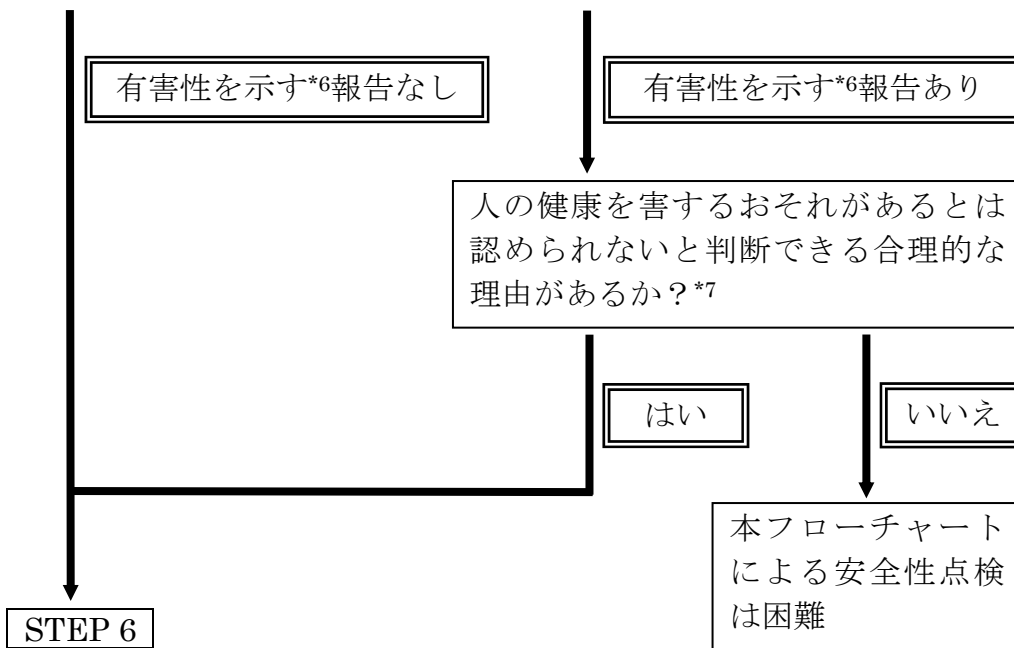 有害性を示す*6報告なし
有害性を示す*6報告あり
人の健康を害するおそれがあるとは
認められないと判断できる合理的な
理由があるか？*7
はい
いいえ
本フローチャート
による安全性点検
は困難
STEP 6